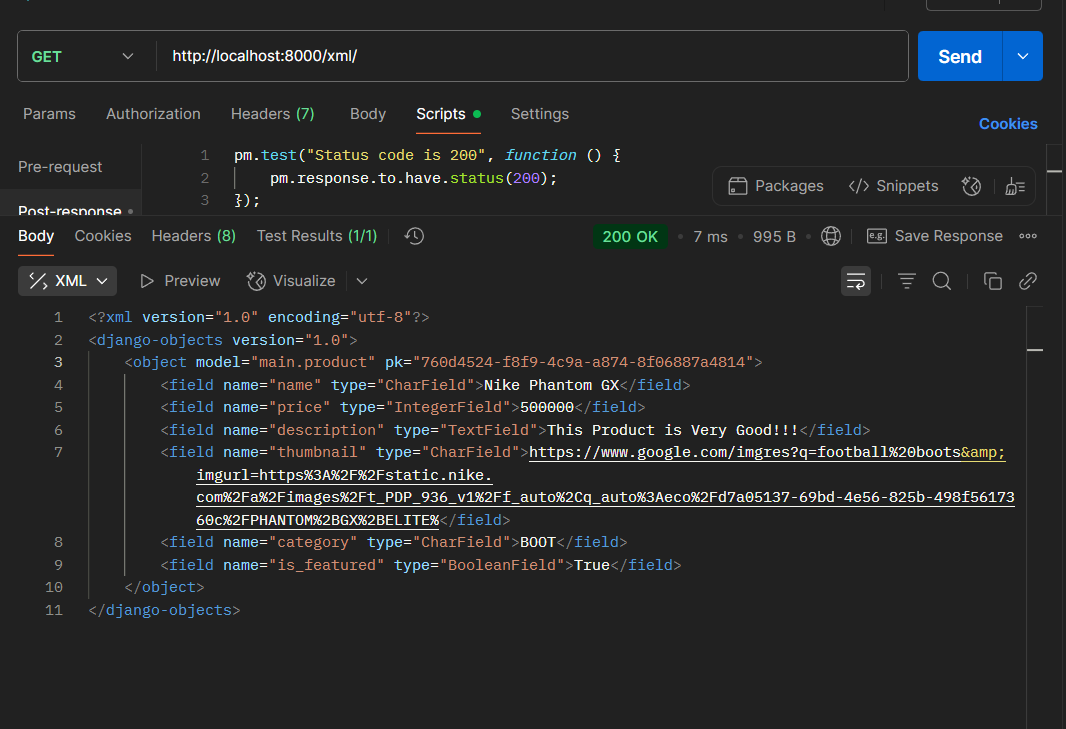 GET http://localhost:8000/xml/ Send
Params Authorization Headers (7) Body Scripts Settings Cookies
Pre-request
Post-response
1 pm.test("Status code is 200", function () {
2 pm.response.to.have.status(200);
3 });
Packages </> Snippets
Body Cookies Headers (8) Test Results (1/1) 200 OK • 7 ms • 995 B • e.g. Save Response
XML Preview Visualize
1 <?xml version="1.0" encoding="utf-8"?>
2 <django-objects version="1.0">
3 <object model="main.product" pk="760d4524-f8f9-4c9a-a874-8f06887a4814">
4 <field name="name" type="CharField">Nike Phantom GX</field>
5 <field name="price" type="IntegerField">500000</field>
6 <field name="description" type="TextField">This Product is Very Good!!!</field>
7 <field name="thumbnail" type="CharField">https://www.google.com/imgres?q=football%20boots&amp;
imgurl=https%3A%2F%2Fstatic.nike.
com%2Fa%2Fimages%2Ft_PDP_936_v1%2Ff_auto%2Cq_auto%3Aeco%2Fd7a05137-69bd-4e56-825b-498f56173
60c%2FPHANTOM%2BGX%2BELITE%</field>
8 <field name="category" type="CharField">BOOT</field>
9 <field name="is_featured" type="BooleanField">True</field>
10 </object>
11 </django-objects>